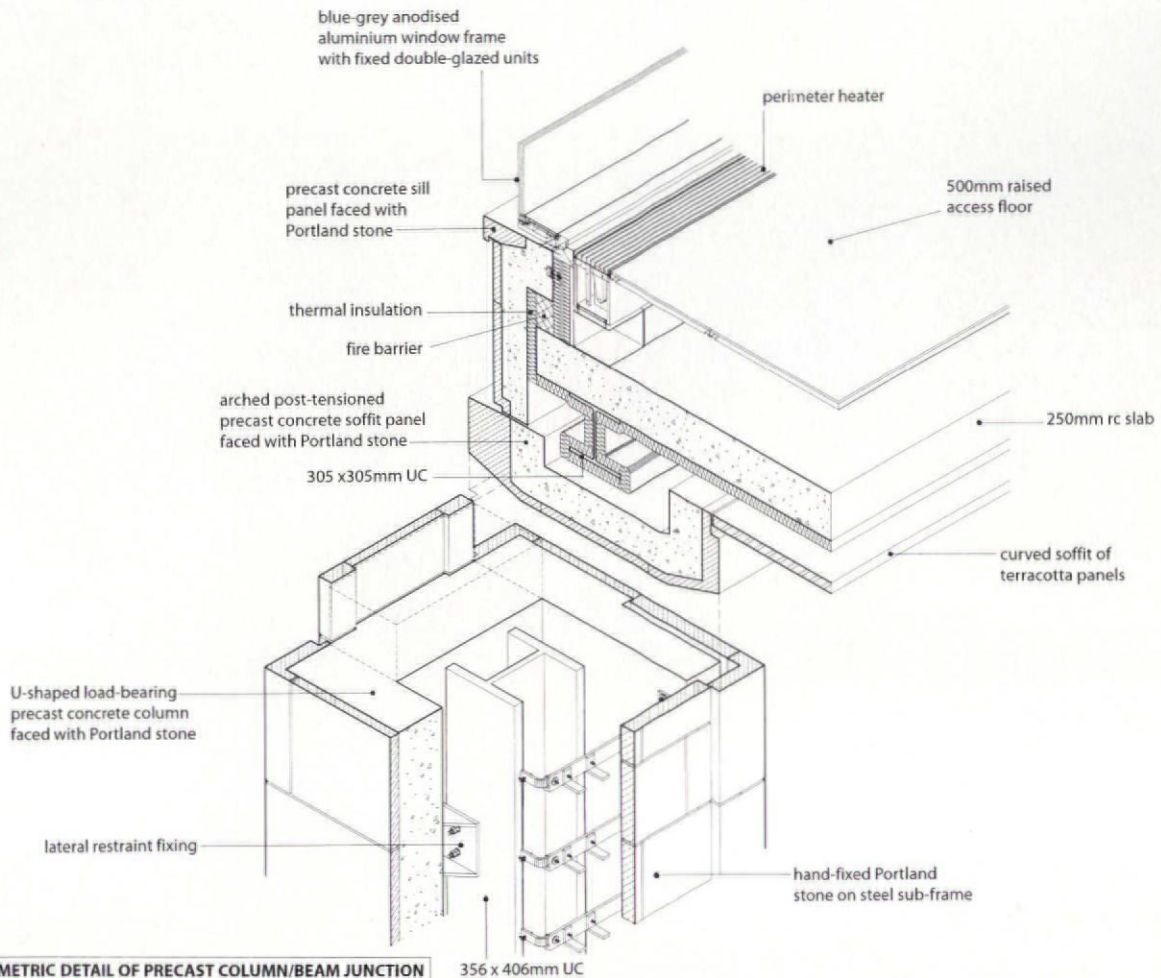 blue-grey anodised
aluminium window frame
with fixed double-glazed units
perimeter heater
precast concrete sill
panel faced with
Portland stone
500mm raised
access floor
thermal insulation
fire barrier
arched post-tensioned
precast concrete soffit panel
faced with Portland stone
250mm rc slab
305 x305mm UC
curved soffit of
terracotta panels
U-shaped load-bearing
precast concrete column
faced with Portland stone
lateral restraint fixing
hand-fixed Portland
stone on steel sub-frame
METRIC DETAIL OF PRECAST COLUMN/BEAM JUNCTION
356 x 406mm UC